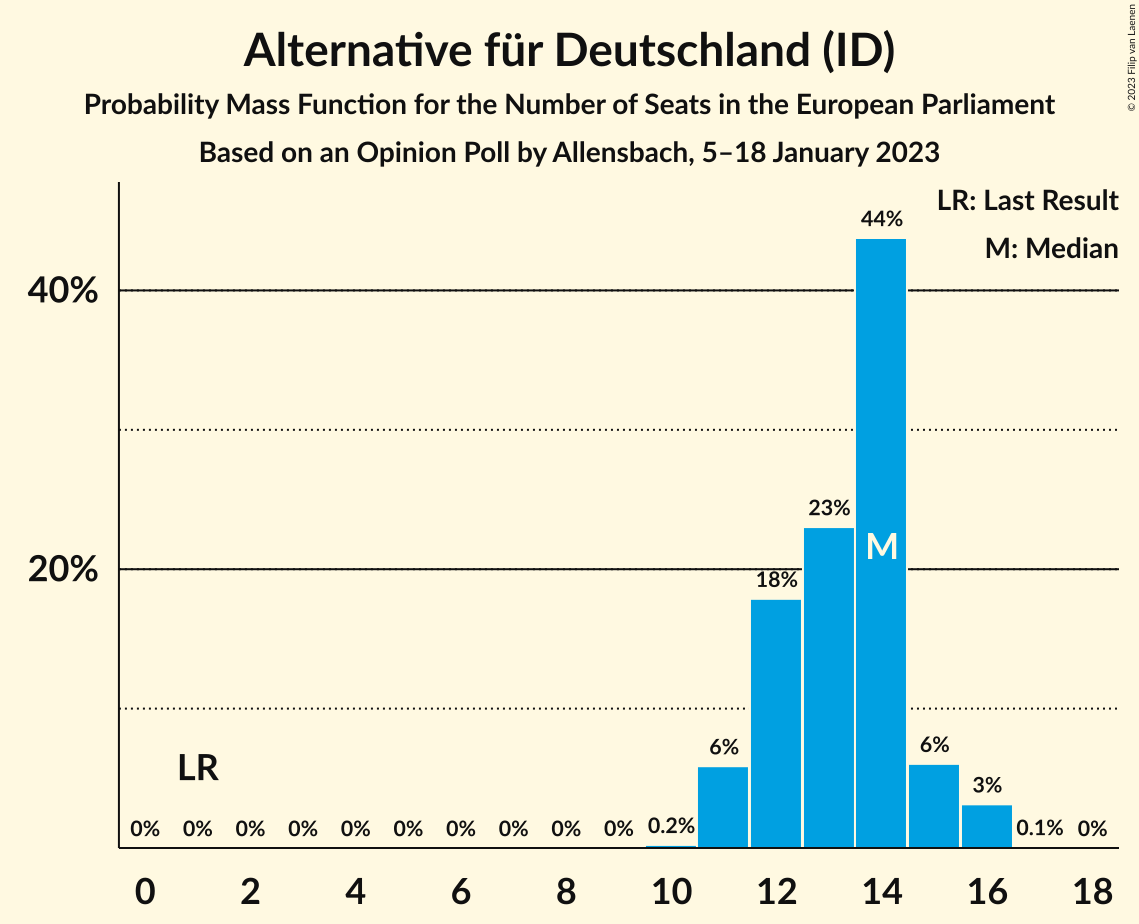 Alternative für Deutschland (ID)
Probability Mass Function for the Number of Seats in the European Parliament
Based on an Opinion Poll by Allensbach, 5–18 January 2023
© 2023 Filip van Laenen
LR: Last Result
M: Median
44%
40%
23%
M
20%
18%
6%
6%
LR
3%
0% 0% 0% 0% 0% 0% 0% 0% 0% 0% 0.2% 0.1% 0%
0 2 4 6 8 10 12 14 16 18